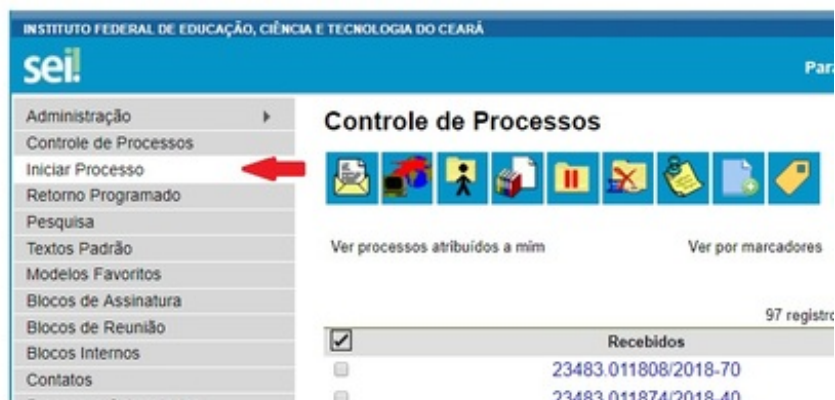 INSTITUTO FEDERAL DE EDUCAÇÃO, CIÊNCIA E TECNOLOGIA DO CEARÁ
sei!
Para
Administração
Controle de Processos
Iniciar Processo
Retorno Programado
Pesquisa
Textos Padrão
Modelos Favoritos
Blocos de Assinatura
Blocos de Reunião
Blocos Internos
Contatos
Controle de Processos
Ver processos atribuídos a mim Ver por marcadores
97 registro
Recebidos
23483.011808/2018-70
23483.011874/2018-40